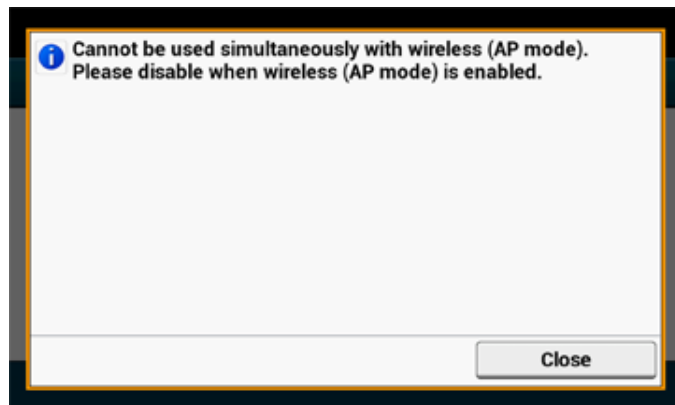 Cannot be used simultaneously with wireless (AP mode).
Please disable when wireless (AP mode) is enabled.
Close